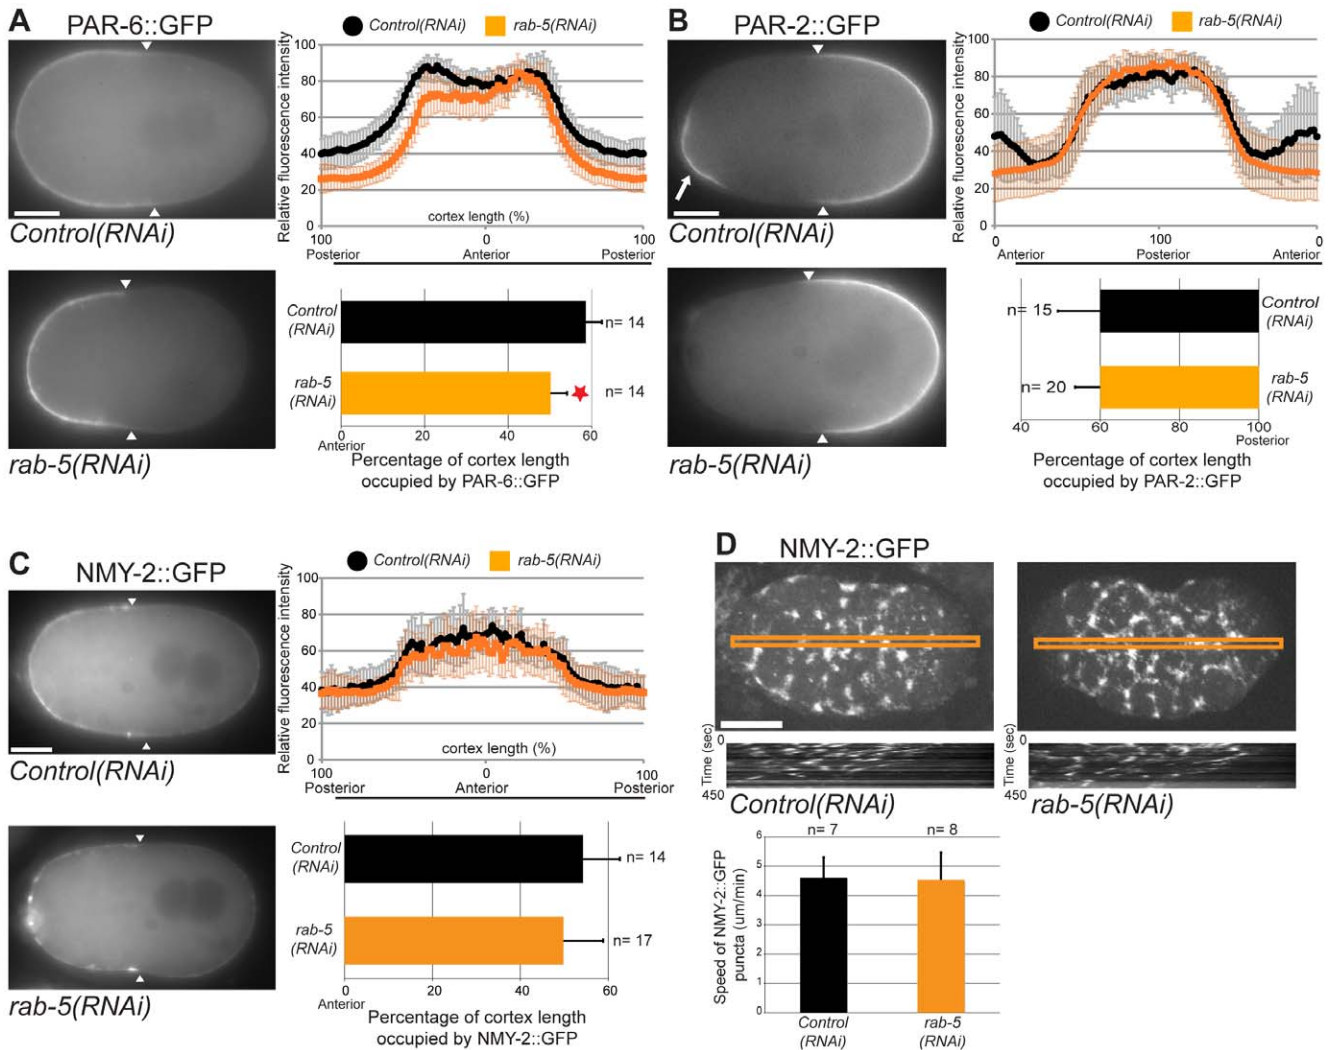 A
PAR-6::GFP
Control(RNAi)
rab-5(RNAi)
Relative fluorescence intensity
100
80
60
40
20
0
cortex length (%)
100 0 100
Posterior Anterior Posterior
Control(RNAi)
rab-5(RNAi)
Control
(RNAi)
n= 14
rab-5
(RNAi)
n= 14
0 20 40 60
Anterior
Percentage of cortex length
occupied by PAR-6::GFP
B
PAR-2::GFP
Control(RNAi)
rab-5(RNAi)
Relative fluorescence intensity
100
80
60
40
20
0
0 100 0
Anterior Posterior Anterior
Control(RNAi)
rab-5(RNAi)
n= 15
Control
(RNAi)
n= 20
rab-5
(RNAi)
40 60 80 100
Posterior
Percentage of cortex length
occupied by PAR-2::GFP
C
NMY-2::GFP
Control(RNAi)
rab-5(RNAi)
Relative fluorescence intensity
100
80
60
40
20
0
cortex length (%)
100 0 100
Posterior Anterior Posterior
Control(RNAi)
rab-5(RNAi)
Control
(RNAi)
n= 14
rab-5
(RNAi)
n= 17
0 20 40 60
Anterior
Percentage of cortex length
occupied by NMY-2::GFP
D
NMY-2::GFP
Time (sec)
0
450
Control(RNAi)
Time (sec)
0
450
rab-5(RNAi)
Speed of NMY-2::GFP
puncta (um/min)
6
5
4
3
2
1
0
n= 7 n= 8
Control
(RNAi)
rab-5
(RNAi)